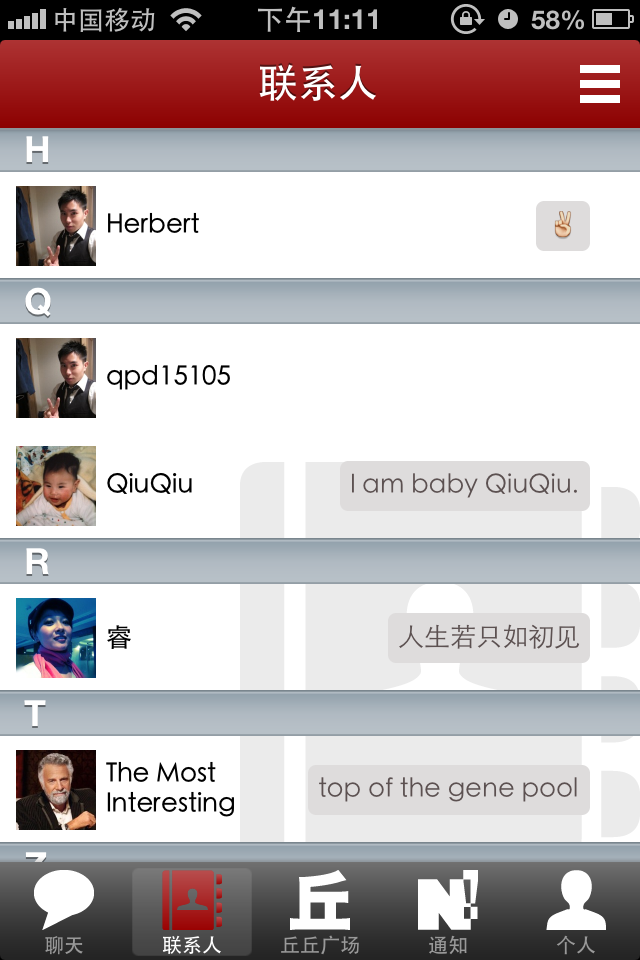 中国移动 下午11:11 58%
联系人
H
Herbert ✌
Q
qpd15105
QiuQiu I am baby QiuQiu.
R
睿 人生若只如初见
T
The Most
Interesting top of the gene pool
Z
丘 N!
聊天 联系人 丘丘广场 通知 个人